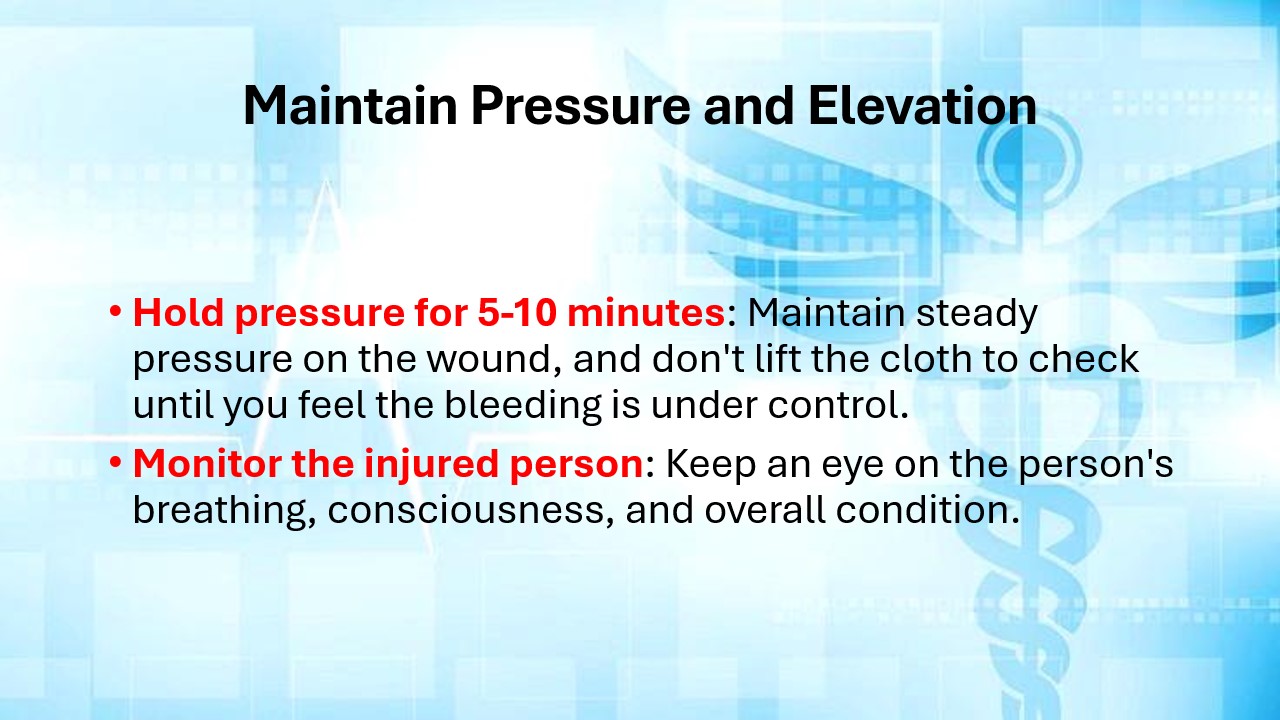 Maintain Pressure and Elevation
• Hold pressure for 5-10 minutes: Maintain steady
pressure on the wound, and don't lift the cloth to check
until you feel the bleeding is under control.
• Monitor the injured person: Keep an eye on the person's
breathing, consciousness, and overall condition.